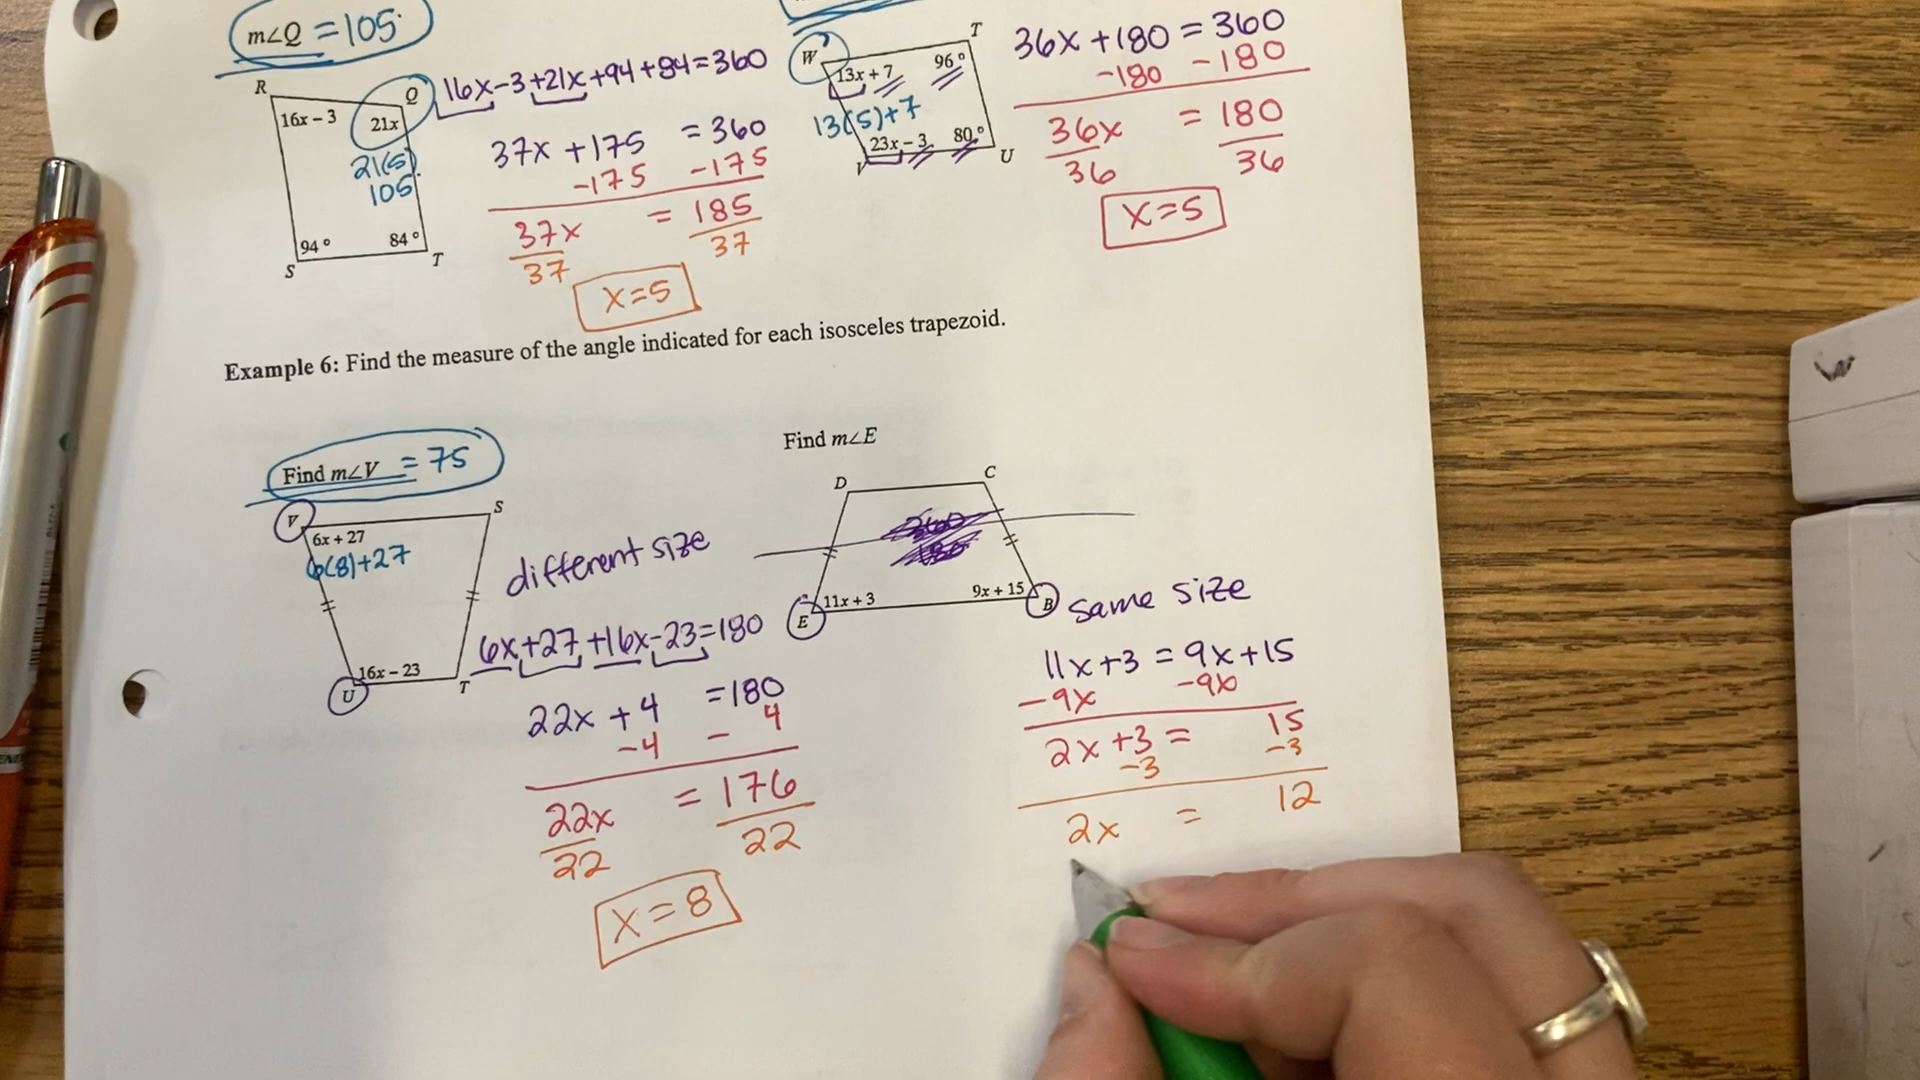 m∠Q = 105.
R
Q
16x – 3
21x
21(5)
105
94°
84°
S
T
16x-3+21x+94+84=360
37x +175 = 360
-175 -175
37x = 185
37 37
x=5
W
T
13x + 7
96°
13(5)+7
23x – 3
80°
U
36x +180 = 360
-180 -180
36x = 180
36 36
x=5
Example 6: Find the measure of the angle indicated for each isosceles trapezoid.
Find m∠V = 75
V
S
6x + 27
6(8)+27
16x – 23
U
T
different size
6x+27+16x-23=180
22x +4 =180
-4 - 4
22x = 176
22 22
x=8
Find m∠E
D
C
11x + 3
9x + 15
E
B
same size
11x+3 = 9x+15
-9x -9x
2x +3 = 15
-3 -3
2x = 12